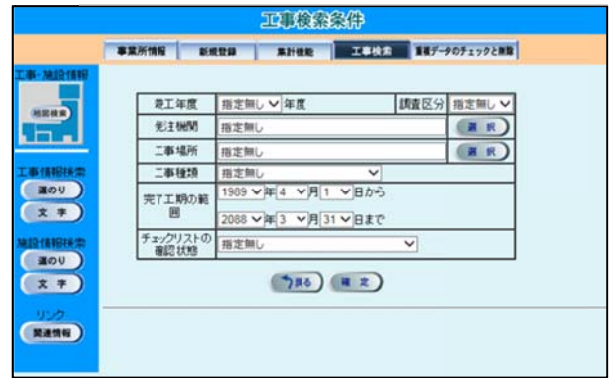 工事検索条件
事業所情報 新規登録 集計機能 工事検索 重複データのチェックと削除
工事・施設情報
地図検索
工事情報検索
道のり
文 字
施設情報検索
道のり
文 字
リンク
関連情報
竣工年度 指定無し 年度 調査区分 指定無し
発注機関 指定無し 選 択
工事場所 指定無し 選 択
工事種類 指定無し
完了工期の範
囲
1989 年 4 月 1 日から
2088 年 3 月 31 日まで
チェックリストの
確認状態
指定無し
戻る 確 定